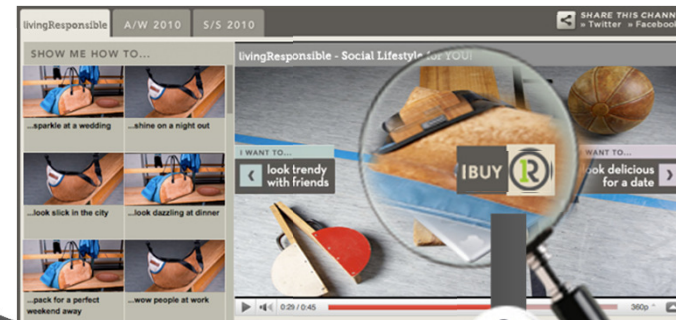 livingResponsible
A/W 2010
S/S 2010
SHARE THIS CHANN
» Twitter » Facebook
SHOW ME HOW TO...
...sparkle at a wedding
...shine on a night out
...look slick in the city
...look dazzling at dinner
...pack for a perfect
weekend away
...wow people at work
livingResponsible - Social Lifestyle for YOU!
I WANT TO...
look trendy
with friends
IBUY R
WANT TO...
ok delicious
for a date
0:29 / 0:45
360p